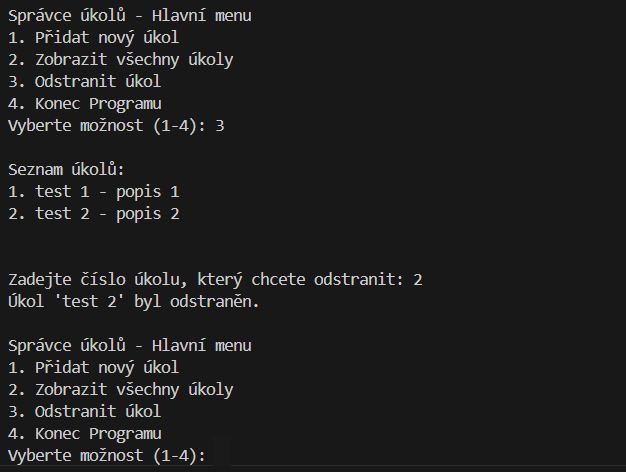 Správce úkolů - Hlavní menu
1. Přidat nový úkol
2. Zobrazit všechny úkoly
3. Odstranit úkol
4. Konec Programu
Vyberte možnost (1-4): 3
Seznam úkolů:
1. test 1 - popis 1
2. test 2 - popis 2
Zadejte číslo úkolu, který chcete odstranit: 2
Úkol 'test 2' byl odstraněn.
Správce úkolů - Hlavní menu
1. Přidat nový úkol
2. Zobrazit všechny úkoly
3. Odstranit úkol
4. Konec Programu
Vyberte možnost (1-4):